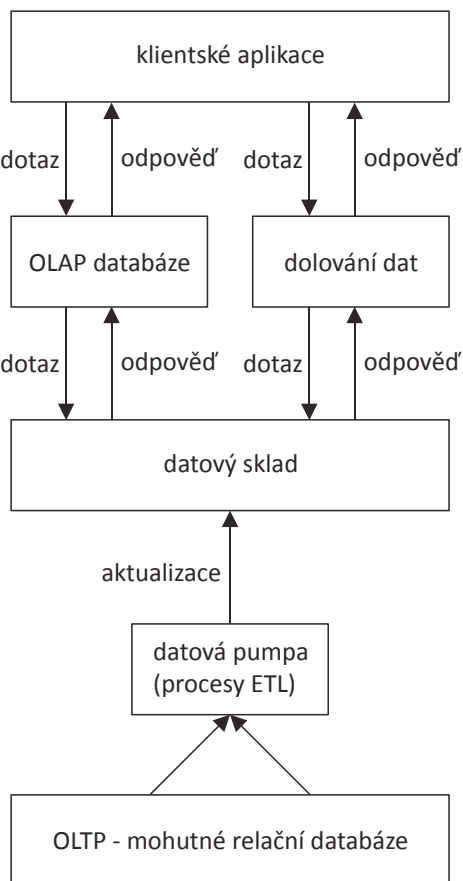 klientské aplikace
dotaz
odpověď
dotaz
odpověď
OLAP databáze
dolování dat
dotaz
odpověď
dotaz
odpověď
datový sklad
aktualizace
datová pumpa
(procesy ETL)
OLTP - mohutné relační databáze